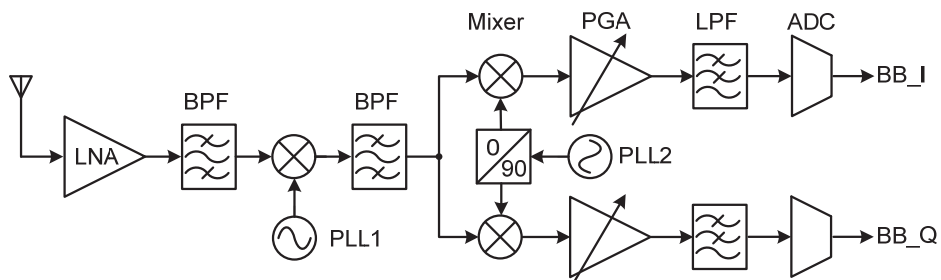 Mixer
PGA
LPF
ADC
BB_I
BPF
BPF
LNA
0
90
PLL2
PLL1
BB_Q